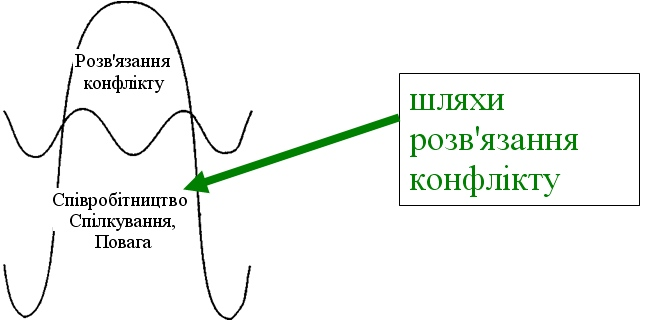 Розв'язання
конфлікту
Співробітництво
Спілкування,
Повага
шляхи
розв'язання
конфлікту